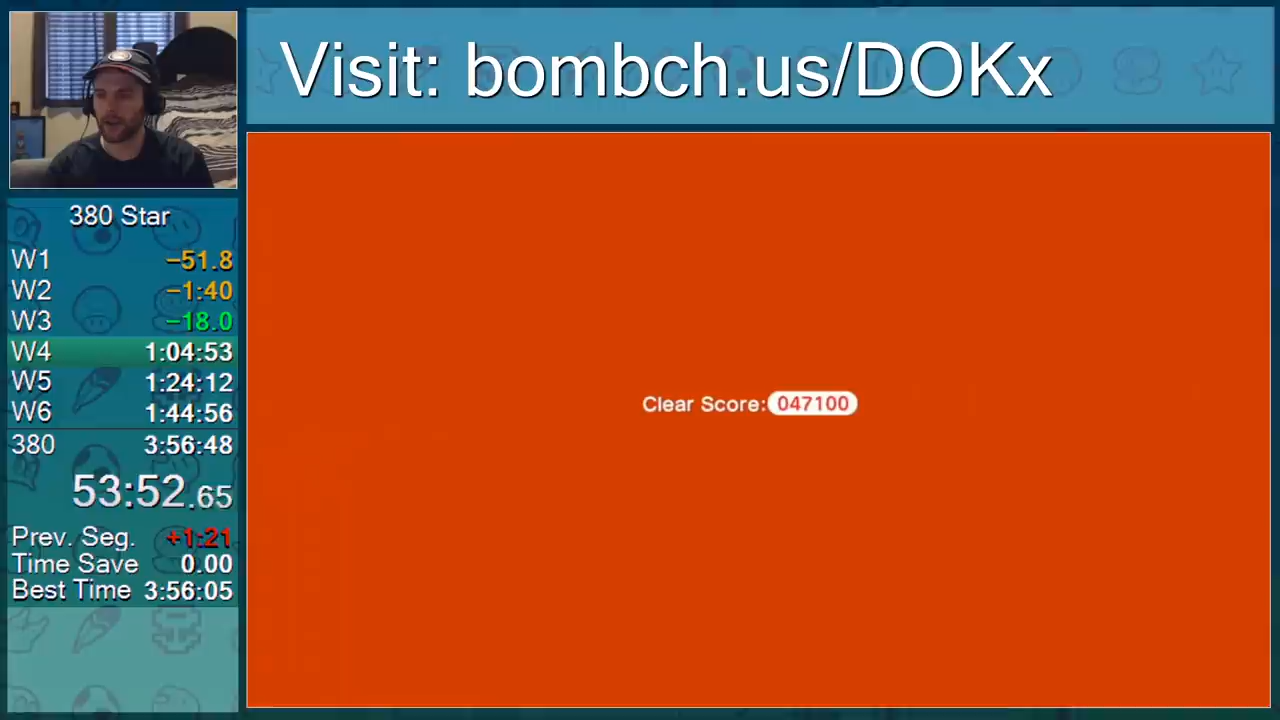 Visit: bombch.us/DOKx
380 Star
W1 −51.8
W2 −1:40
W3 −18.0
W4 1:04:53
W5 1:24:12
W6 1:44:56
380 3:56:48
53:52.65
Prev. Seg. +1:21
Time Save 0.00
Best Time 3:56:05
Clear Score: 047100